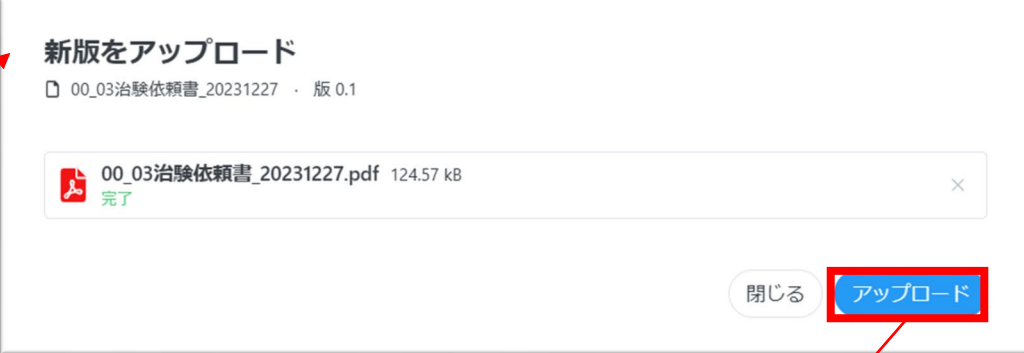 新版をアップロード
00_03治験依頼書_20231227 · 版 0.1
00_03治験依頼書_20231227.pdf 124.57 kB
完了
閉じる アップロード